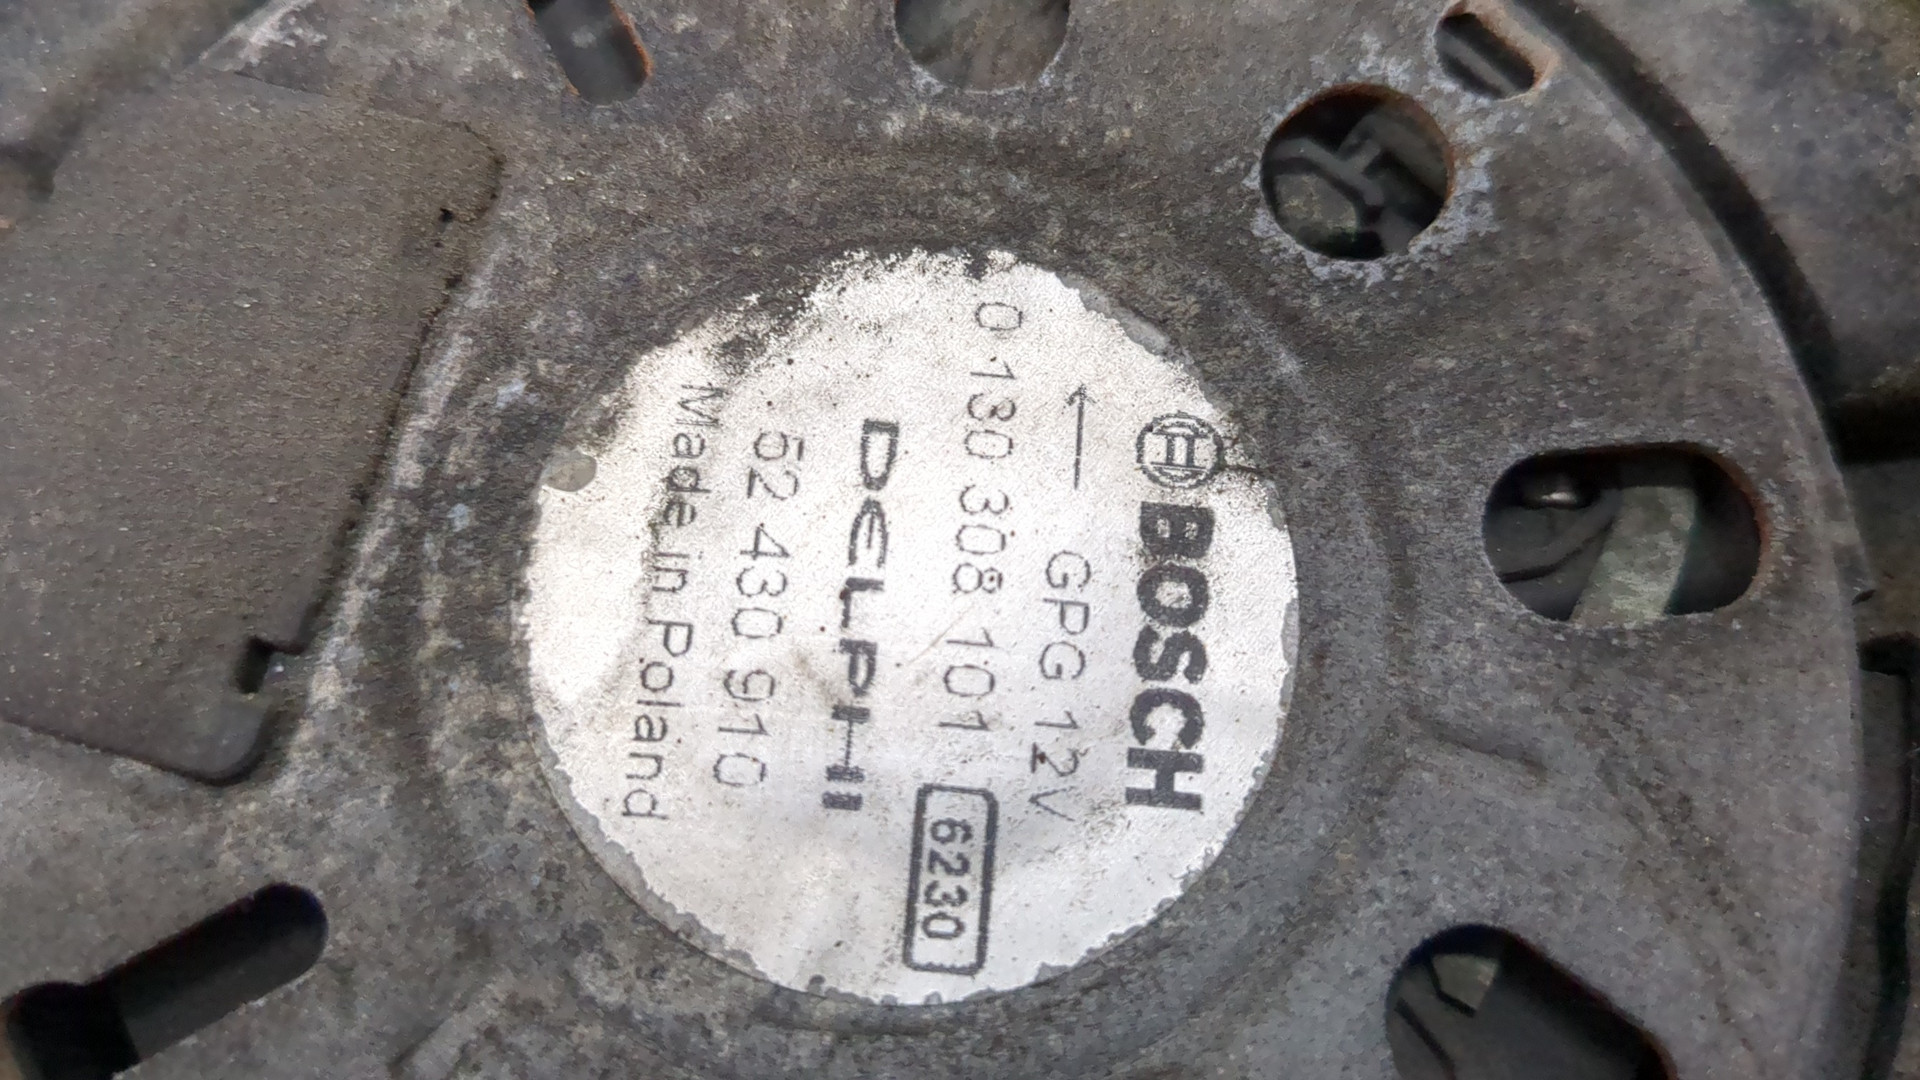 BOSCH
← GPG 12V
0 130 308 101
6230
DELPHI
52 430 910
Made in Poland